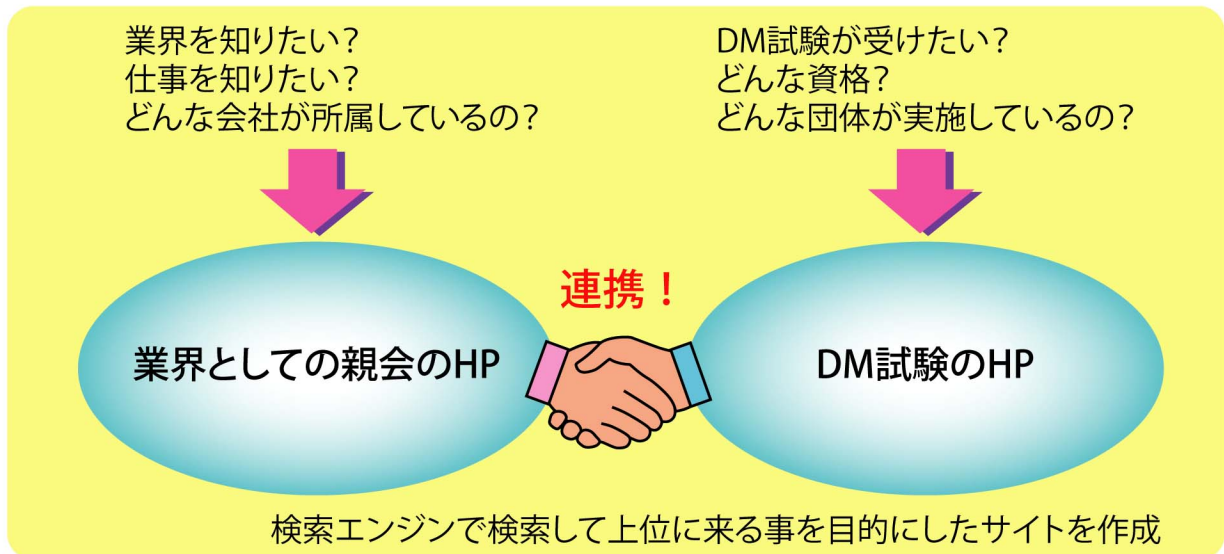 業界を知りたい？
仕事を知りたい？
どんな会社が所属しているの？
DM試験が受けたい？
どんな資格？
どんな団体が実施しているの？
連携！
業界としての親会のHP
DM試験のHP
検索エンジンで検索して上位に来る事を目的にしたサイトを作成